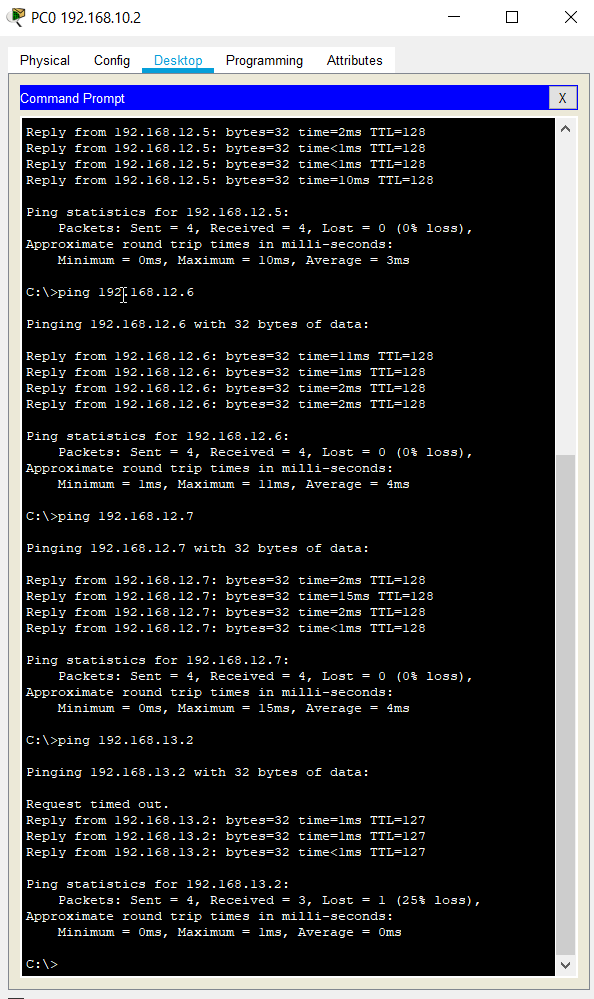 PC0 192.168.10.2
Physical Config Desktop Programming Attributes
Command Prompt
X
Reply from 192.168.12.5: bytes=32 time=2ms TTL=128
Reply from 192.168.12.5: bytes=32 time<1ms TTL=128
Reply from 192.168.12.5: bytes=32 time<1ms TTL=128
Reply from 192.168.12.5: bytes=32 time=10ms TTL=128
Ping statistics for 192.168.12.5:
Packets: Sent = 4, Received = 4, Lost = 0 (0% loss),
Approximate round trip times in milli-seconds:
Minimum = 0ms, Maximum = 10ms, Average = 3ms
C:\>ping 192.168.12.6
Pinging 192.168.12.6 with 32 bytes of data:
Reply from 192.168.12.6: bytes=32 time=11ms TTL=128
Reply from 192.168.12.6: bytes=32 time=1ms TTL=128
Reply from 192.168.12.6: bytes=32 time=2ms TTL=128
Reply from 192.168.12.6: bytes=32 time=2ms TTL=128
Ping statistics for 192.168.12.6:
Packets: Sent = 4, Received = 4, Lost = 0 (0% loss),
Approximate round trip times in milli-seconds:
Minimum = 1ms, Maximum = 11ms, Average = 4ms
C:\>ping 192.168.12.7
Pinging 192.168.12.7 with 32 bytes of data:
Reply from 192.168.12.7: bytes=32 time=2ms TTL=128
Reply from 192.168.12.7: bytes=32 time=15ms TTL=128
Reply from 192.168.12.7: bytes=32 time=2ms TTL=128
Reply from 192.168.12.7: bytes=32 time<1ms TTL=128
Ping statistics for 192.168.12.7:
Packets: Sent = 4, Received = 4, Lost = 0 (0% loss),
Approximate round trip times in milli-seconds:
Minimum = 0ms, Maximum = 15ms, Average = 4ms
C:\>ping 192.168.13.2
Pinging 192.168.13.2 with 32 bytes of data:
Request timed out.
Reply from 192.168.13.2: bytes=32 time=1ms TTL=127
Reply from 192.168.13.2: bytes=32 time=1ms TTL=127
Reply from 192.168.13.2: bytes=32 time<1ms TTL=127
Ping statistics for 192.168.13.2:
Packets: Sent = 4, Received = 3, Lost = 1 (25% loss),
Approximate round trip times in milli-seconds:
Minimum = 0ms, Maximum = 1ms, Average = 0ms
C:\>